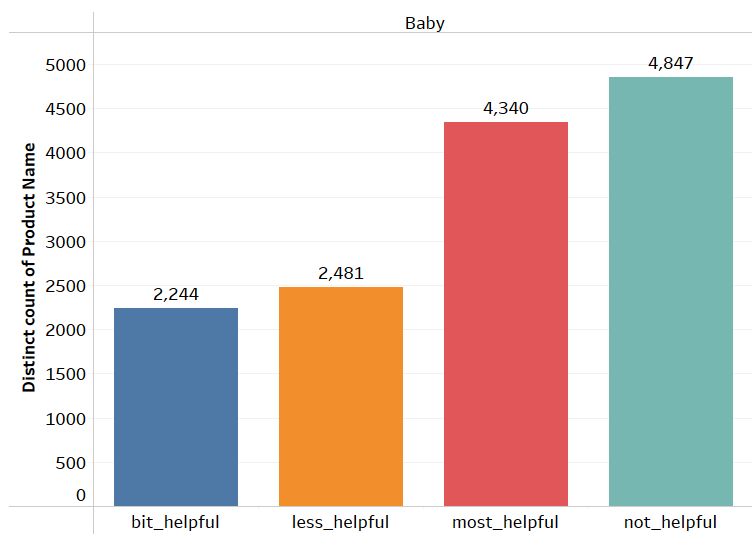 Baby
Distinct count of Product Name
5000
4500
4000
3500
3000
2500
2000
1500
1000
500
0
2,244
2,481
4,340
4,847
bit_helpful
less_helpful
most_helpful
not_helpful